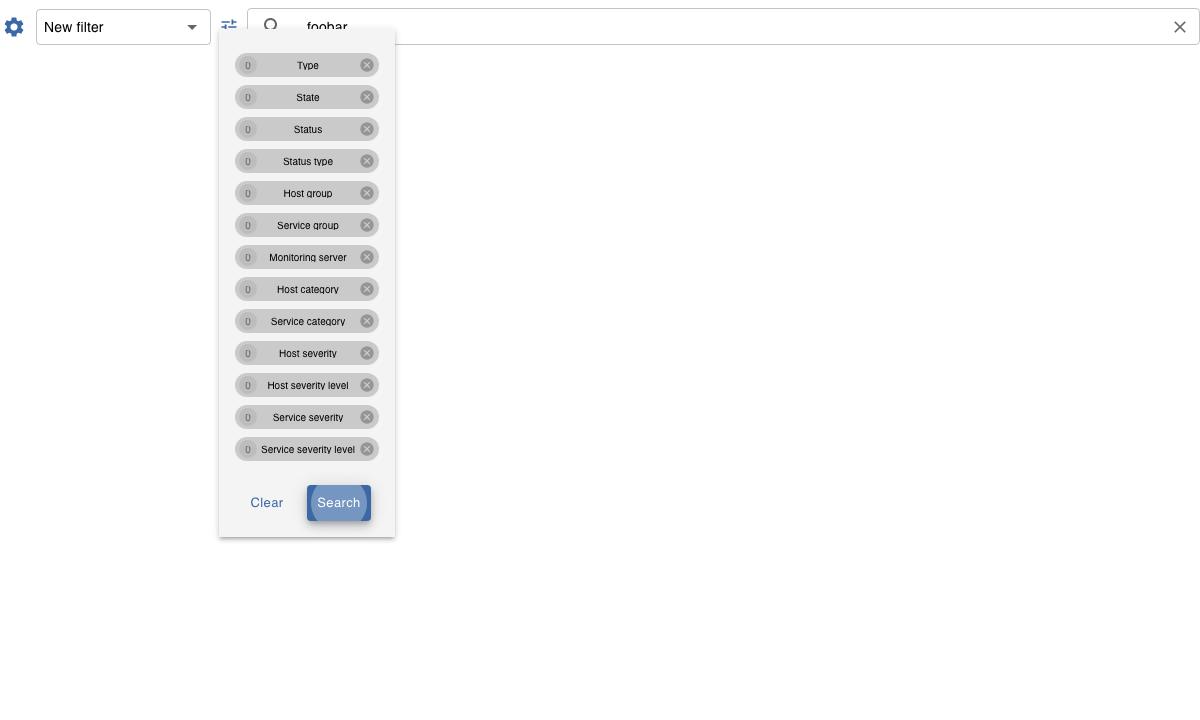 New filter
foobar
0 Type
0 State
0 Status
0 Status type
0 Host group
0 Service group
0 Monitoring server
0 Host category
0 Service category
0 Host severity
0 Host severity level
0 Service severity
0 Service severity level
Clear Search